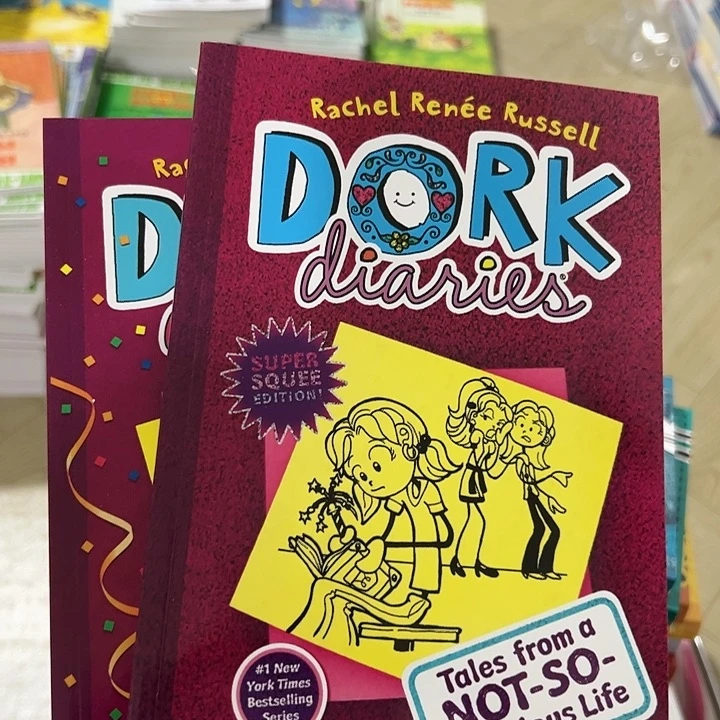 Rachel Renée Russell
DORK
diaries®
SUPER
SQUEE
EDITION!
#1 New
York Times
Bestselling
Series
Tales from a
NOT-SO-
Life
Ra
D